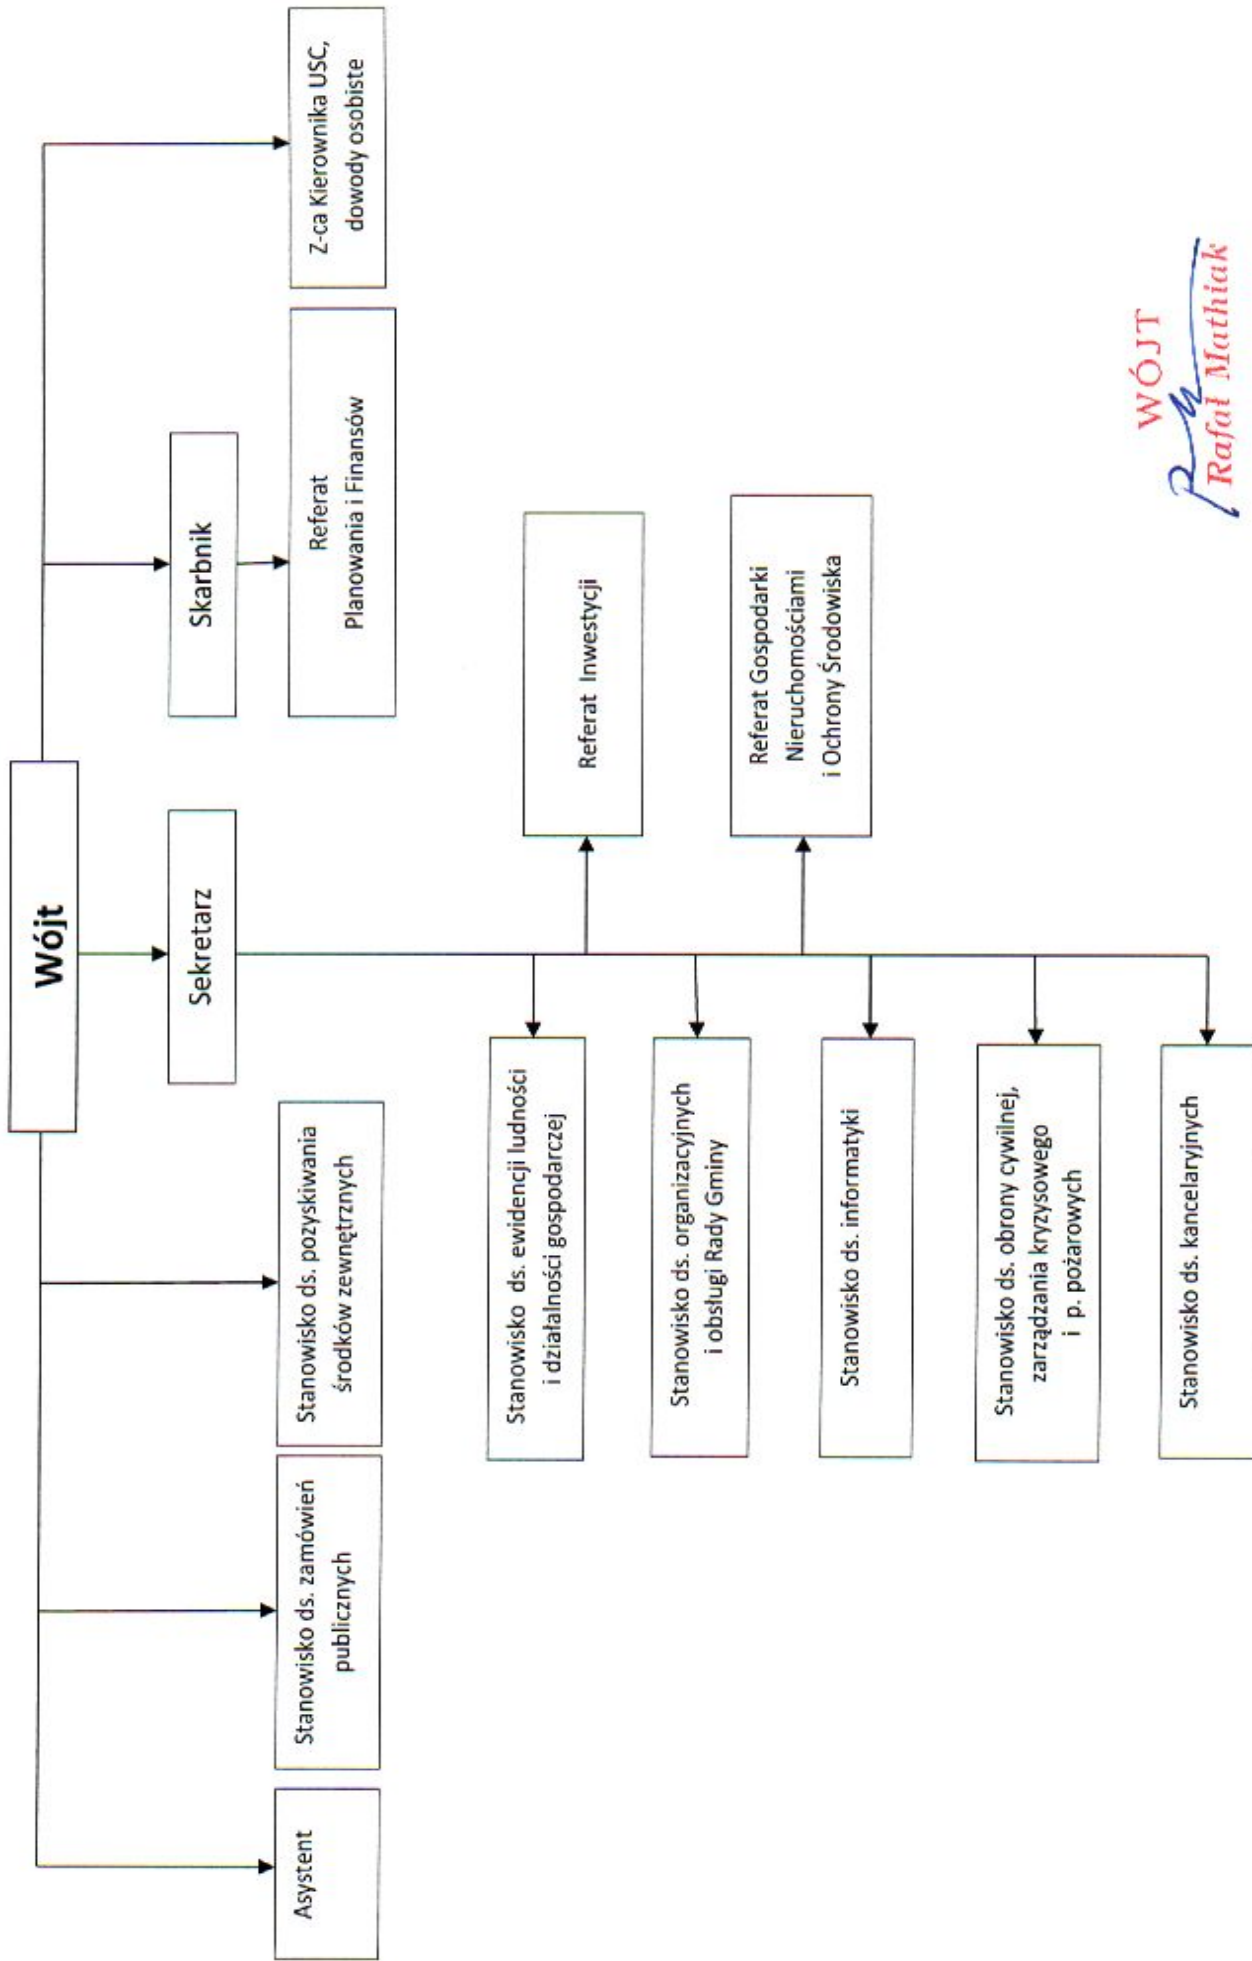 Wójt
Sekretarz
Skarbnik
Asystent
Stanowisko ds. zamówień
publicznych
Stanowisko ds. pozyskiwania
środków zewnętrznych
Referat
Planowania i Finansów
Z-ca Kierownika USC,
dowody osobiste
Stanowisko ds. ewidencji ludności
i działalności gospodarczej
Referat Inwestycji
Stanowisko ds. organizacyjnych
i obsługi Rady Gminy
Referat Gospodarki
Nieruchomościami
i Ochrony Środowiska
Stanowisko ds. informatyki
Stanowisko ds. obrony cywilnej,
zarządzania kryzysowego
i p. pożarowych
Stanowisko ds. kancelaryjnych
WÓJT
Rafał Mathiak